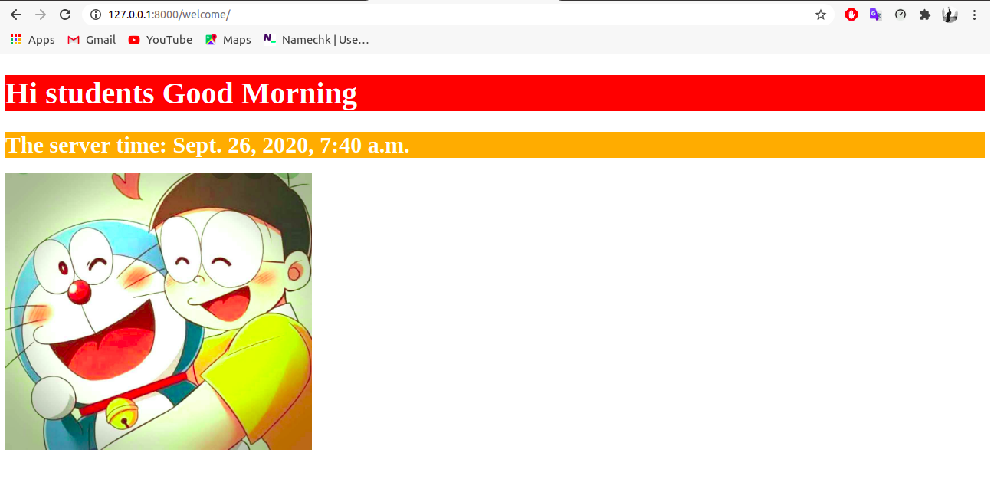 127.0.0.1:8000/welcome/
Apps Gmail YouTube Maps Namechk | Use...
Hi students Good Morning
The server time: Sept. 26, 2020, 7:40 a.m.